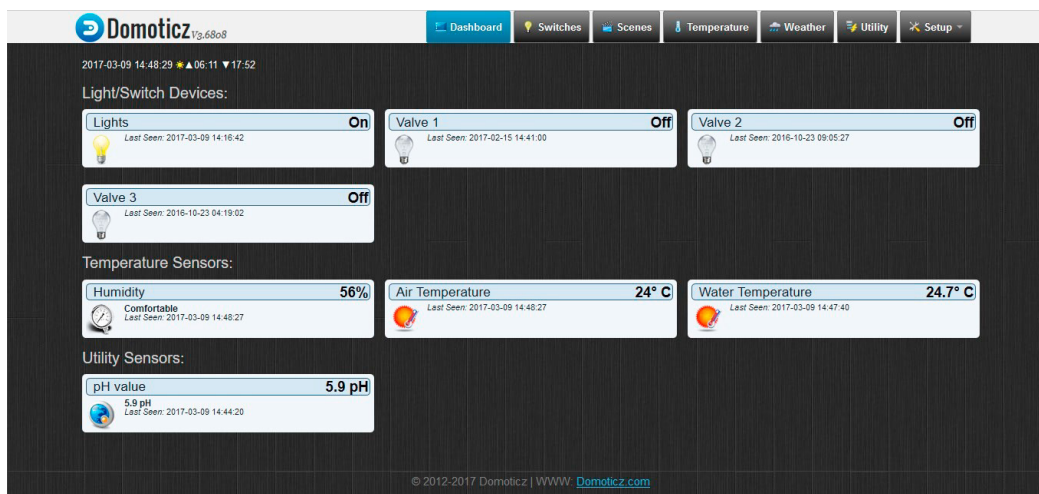 Domoticz V3.6808
Dashboard Switches Scenes Temperature Weather Utility Setup
2017-03-09 14:48:29 ☀▲06:11 ▼17:52
Light/Switch Devices:
Lights On
Last Seen: 2017-03-09 14:16:42
Valve 1 Off
Last Seen: 2017-02-15 14:41:00
Valve 2 Off
Last Seen: 2016-10-23 09:05:27
Valve 3 Off
Last Seen: 2016-10-23 04:19:02
Temperature Sensors:
Humidity 56%
Comfortable
Last Seen: 2017-03-09 14:48:27
Air Temperature 24° C
Last Seen: 2017-03-09 14:48:27
Water Temperature 24.7° C
Last Seen: 2017-03-09 14:47:40
Utility Sensors:
pH value 5.9 pH
5.9 pH
Last Seen: 2017-03-09 14:44:20
© 2012-2017 Domoticz | WWW: Domoticz.com